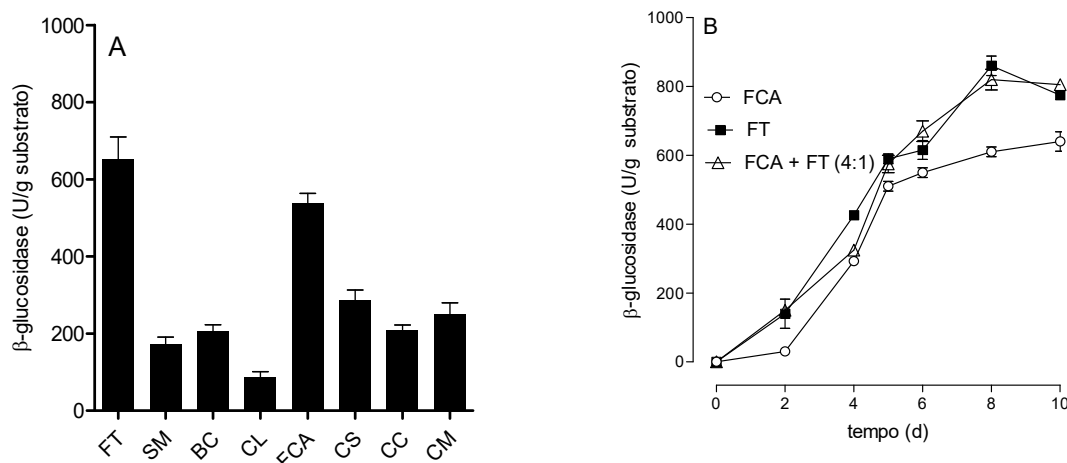 A
β-glucosidase (U/g substrato)
1000
800
600
400
200
0
FT
SM
BC
CL
FCA
CS
CC
CM
B
β-glucosidase (U/g substrato)
1000
800
600
400
200
0
FCA
FT
FCA + FT (4:1)
0
2
4
6
8
10
tempo (d)